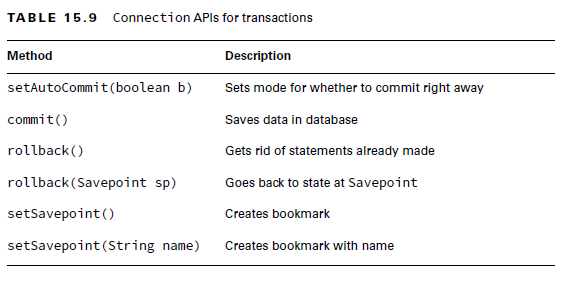 TABLE 15.9 Connection APIs for transactions
Method Description
setAutoCommit(boolean b) Sets mode for whether to commit right away
commit() Saves data in database
rollback() Gets rid of statements already made
rollback(Savepoint sp) Goes back to state at Savepoint
setSavepoint() Creates bookmark
setSavepoint(String name) Creates bookmark with name